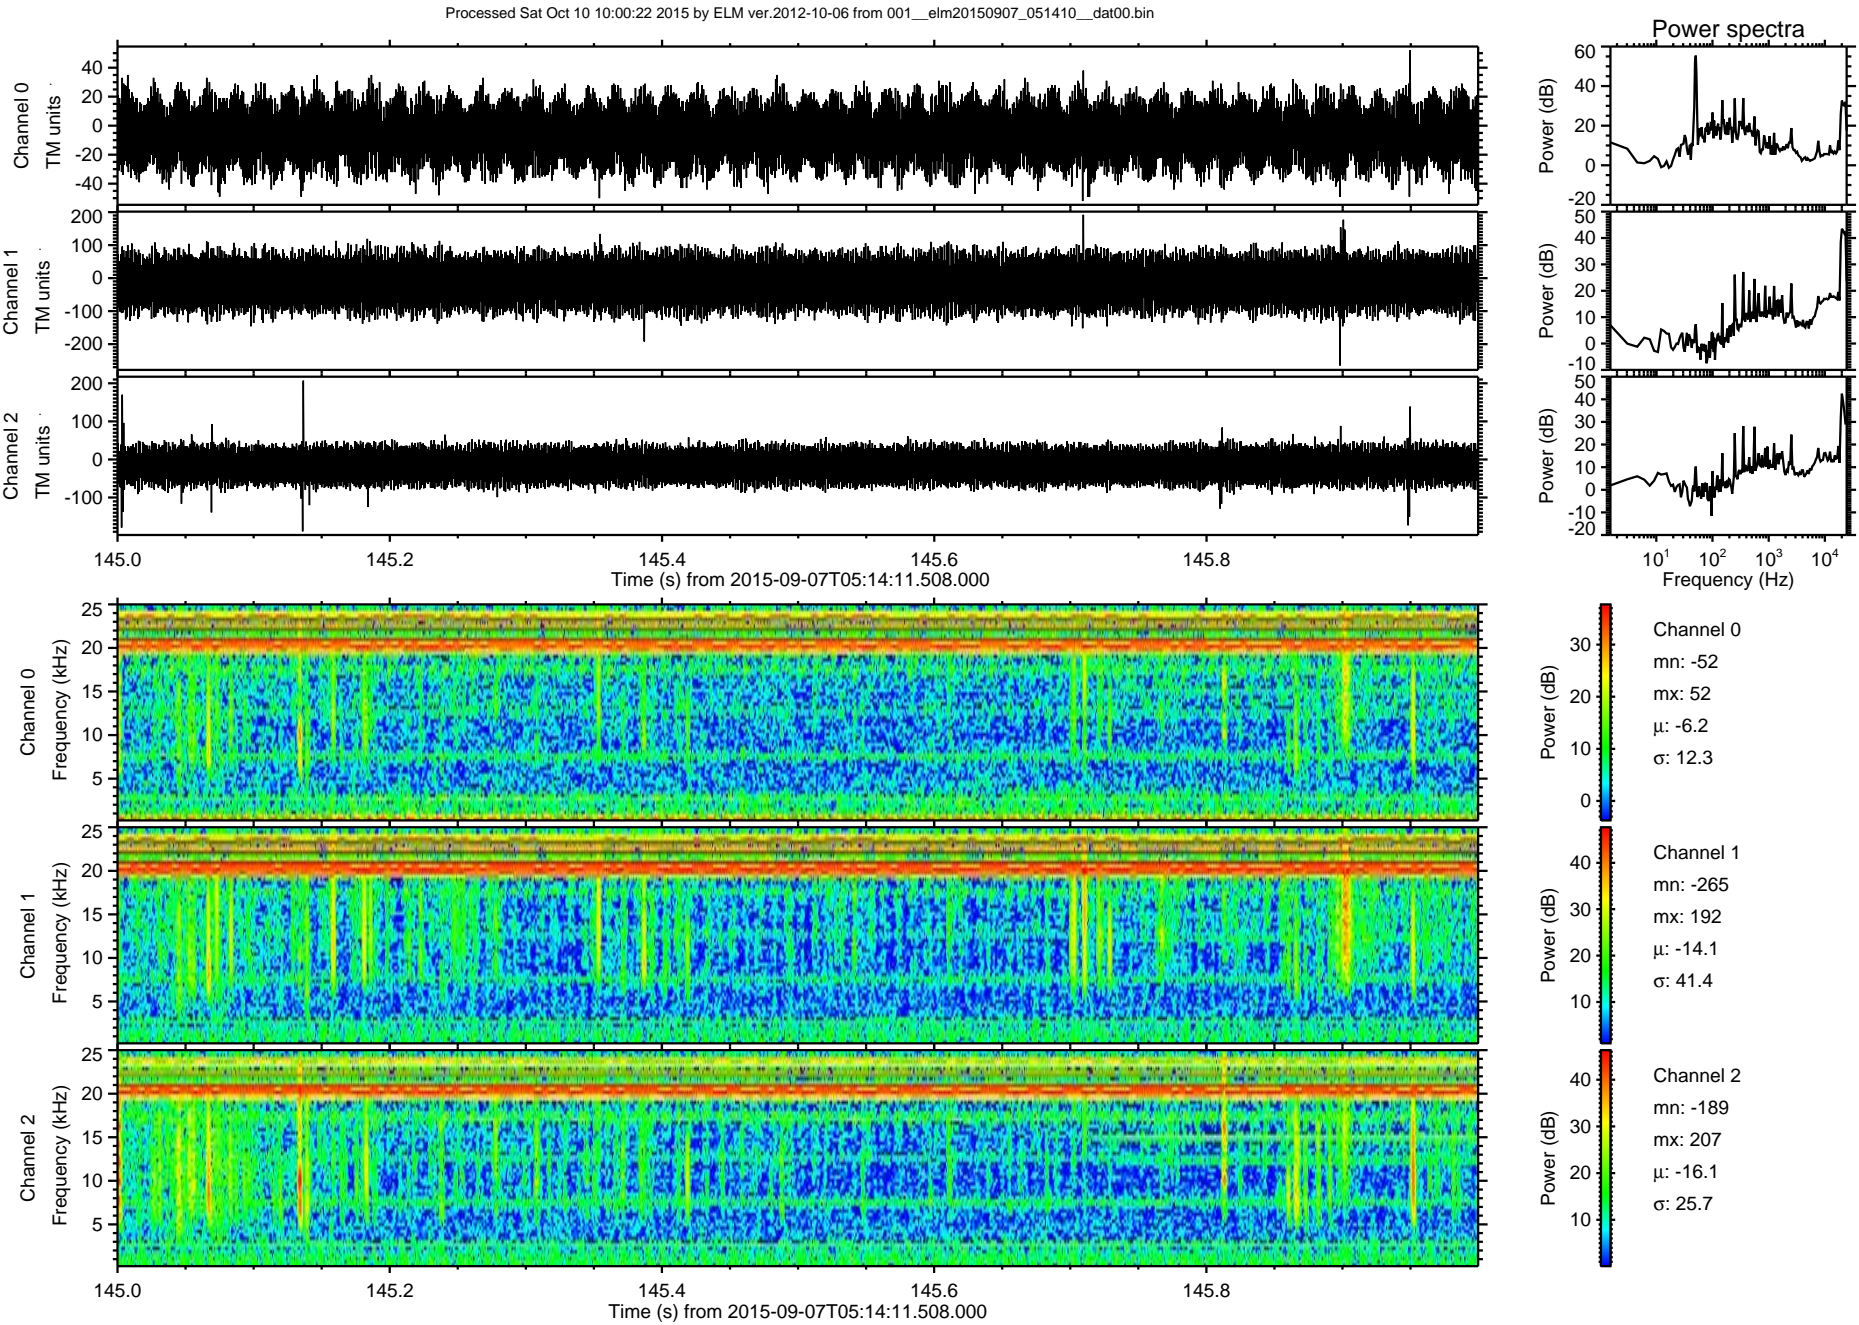 Processed Sat Oct 10 10:00:22 2015 by ELM ver.2012-10-06 from 001__elm20150907_051410__dat00.bin
Power spectra
Channel 0
TM units
40
20
0
-20
-40
Power (dB)
60
40
20
0
-20
Channel 1
TM units
200
100
0
-100
-200
Power (dB)
50
40
30
20
10
0
-10
Channel 2
TM units
200
100
0
-100
Power (dB)
50
40
30
20
10
0
-10
-20
145.0 145.2 145.4 145.6 145.8
Time (s) from 2015-09-07T05:14:11.508.000
10^1 10^2 10^3 10^4
Frequency (Hz)
Channel 0
Frequency (kHz)
25
20
15
10
5
Power (dB)
30
20
10
0
Channel 0
mn: -52
mx: 52
μ: -6.2
σ: 12.3
Channel 1
Frequency (kHz)
25
20
15
10
5
Power (dB)
40
30
20
10
Channel 1
mn: -265
mx: 192
μ: -14.1
σ: 41.4
Channel 2
Frequency (kHz)
25
20
15
10
5
Power (dB)
40
30
20
10
Channel 2
mn: -189
mx: 207
μ: -16.1
σ: 25.7
145.0 145.2 145.4 145.6 145.8
Time (s) from 2015-09-07T05:14:11.508.000